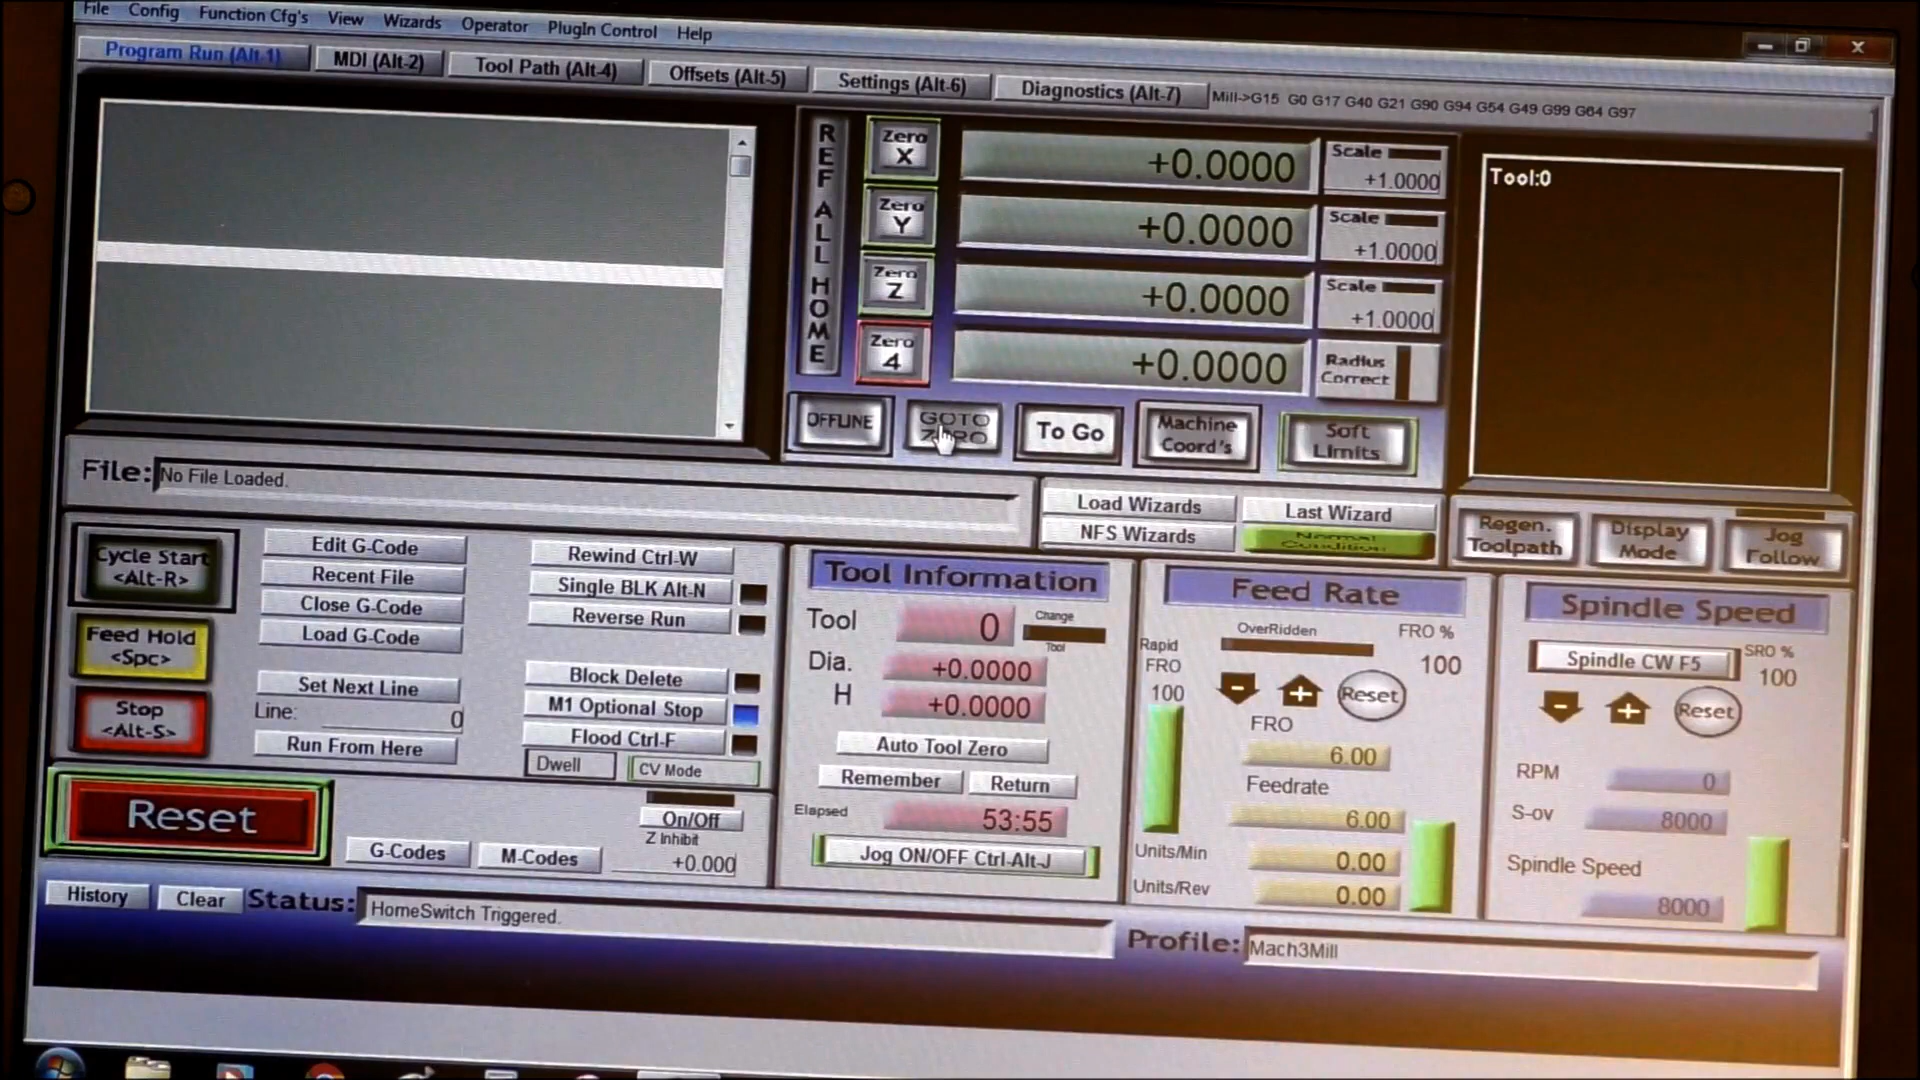 File Config Function Cfg's View Wizards Operator PlugIn Control Help
Program Run (Alt-1) MDI (Alt-2) Tool Path (Alt-4) Offsets (Alt-5) Settings (Alt-6) Diagnostics (Alt-7) Mill->G15 G0 G17 G40 G21 G90 G94 G54 G49 G99 G64 G97
REF ALL HOME
Zero X +0.0000 Scale +1.0000
Zero Y +0.0000 Scale +1.0000
Zero Z +0.0000 Scale +1.0000
Zero 4 +0.0000 Radius Correct
Tool:0
OFFLINE GOTO ZERO To Go Machine Coord's Soft Limits
File: No File Loaded.
Load Wizards Last Wizard
NFS Wizards Normal Condition
Regen. Toolpath Display Mode Jog Follow
Cycle Start <Alt-R>
Feed Hold <Spc>
Stop <Alt-S>
Reset
Edit G-Code
Recent File
Close G-Code
Load G-Code
Set Next Line
Line: 0
Run From Here
Rewind Ctrl-W
Single BLK Alt-N
Reverse Run
Block Delete
M1 Optional Stop
Flood Ctrl-F
Dwell CV Mode
G-Codes M-Codes
On/Off
Z Inhibit
+0.000
Tool Information
Tool 0 Change Tool
Dia. +0.0000
H +0.0000
Auto Tool Zero
Remember Return
Elapsed 53:55
Jog ON/OFF Ctrl-Alt-J
Feed Rate
OverRidden FRO %
Rapid FRO 100
100
Reset
FRO
6.00
Feedrate
6.00
Units/Min 0.00
Units/Rev 0.00
Spindle Speed
Spindle CW F5 SRO %
100
Reset
RPM 0
S-ov 8000
Spindle Speed
8000
History Clear Status: HomeSwitch Triggered.
Profile: Mach3Mill